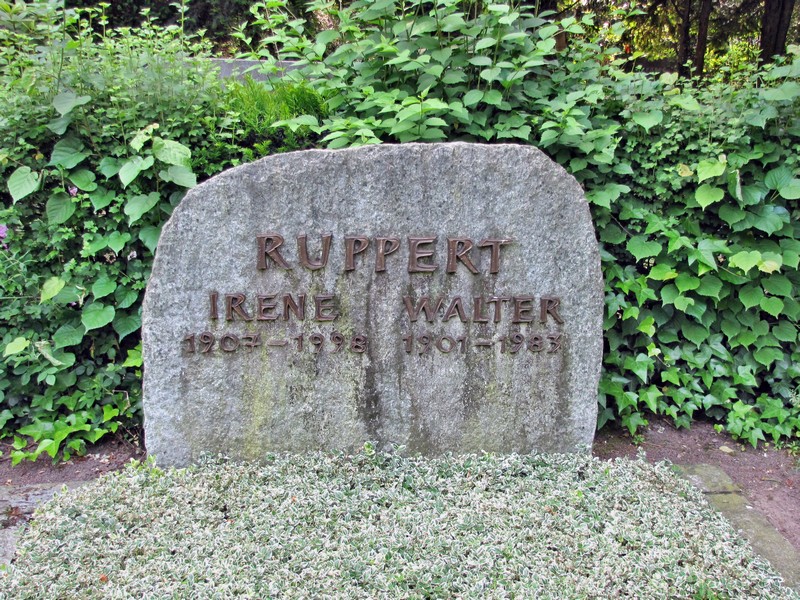 RUPPERT
IRENE WALTER
1907-1998 1901-1983